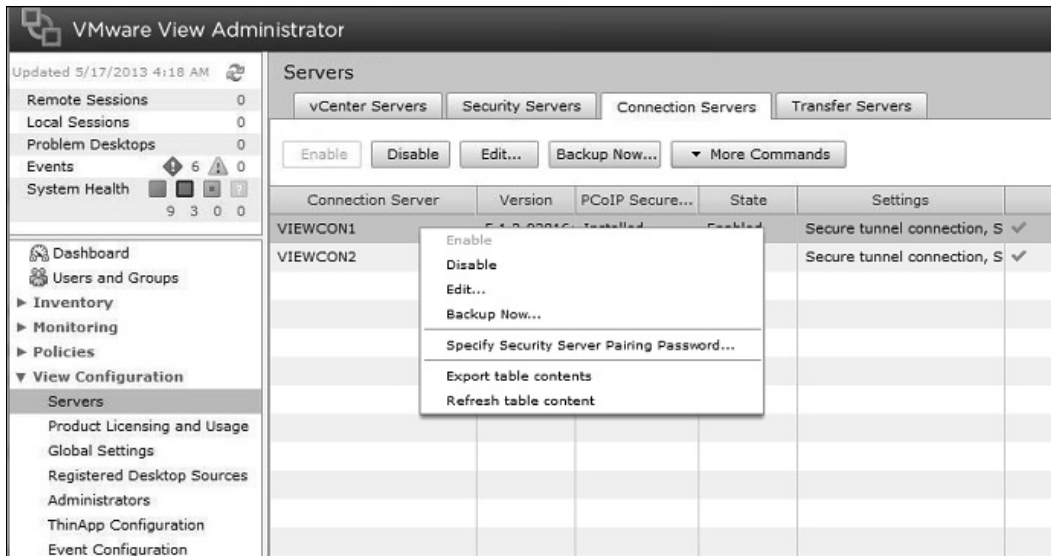 VMware View Administrator
Updated 5/17/2013 4:18 AM
Remote Sessions 0
Local Sessions 0
Problem Desktops 0
Events 6 0
System Health
9 3 0 0
Dashboard
Users and Groups
Inventory
Monitoring
Policies
View Configuration
Servers
Product Licensing and Usage
Global Settings
Registered Desktop Sources
Administrators
ThinApp Configuration
Event Configuration
Servers
vCenter Servers Security Servers Connection Servers Transfer Servers
Enable Disable Edit... Backup Now... More Commands
Connection Server Version PCoIP Secure... State Settings
VIEWCON1 Installed Enabled Secure tunnel connection, S
VIEWCON2 Secure tunnel connection, S
Enable
Disable
Edit...
Backup Now...
Specify Security Server Pairing Password...
Export table contents
Refresh table content